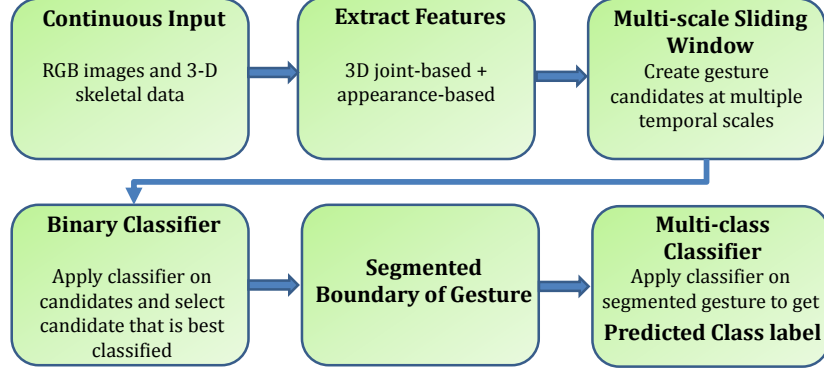 Continuous Input
RGB images and 3-D
skeletal data
Extract Features
3D joint-based +
appearance-based
Multi-scale Sliding
Window
Create gesture
candidates at multiple
temporal scales
Binary Classifier
Apply classifier on
candidates and select
candidate that is best
classified
Segmented
Boundary of Gesture
Multi-class
Classifier
Apply classifier on
segmented gesture to get
Predicted Class label